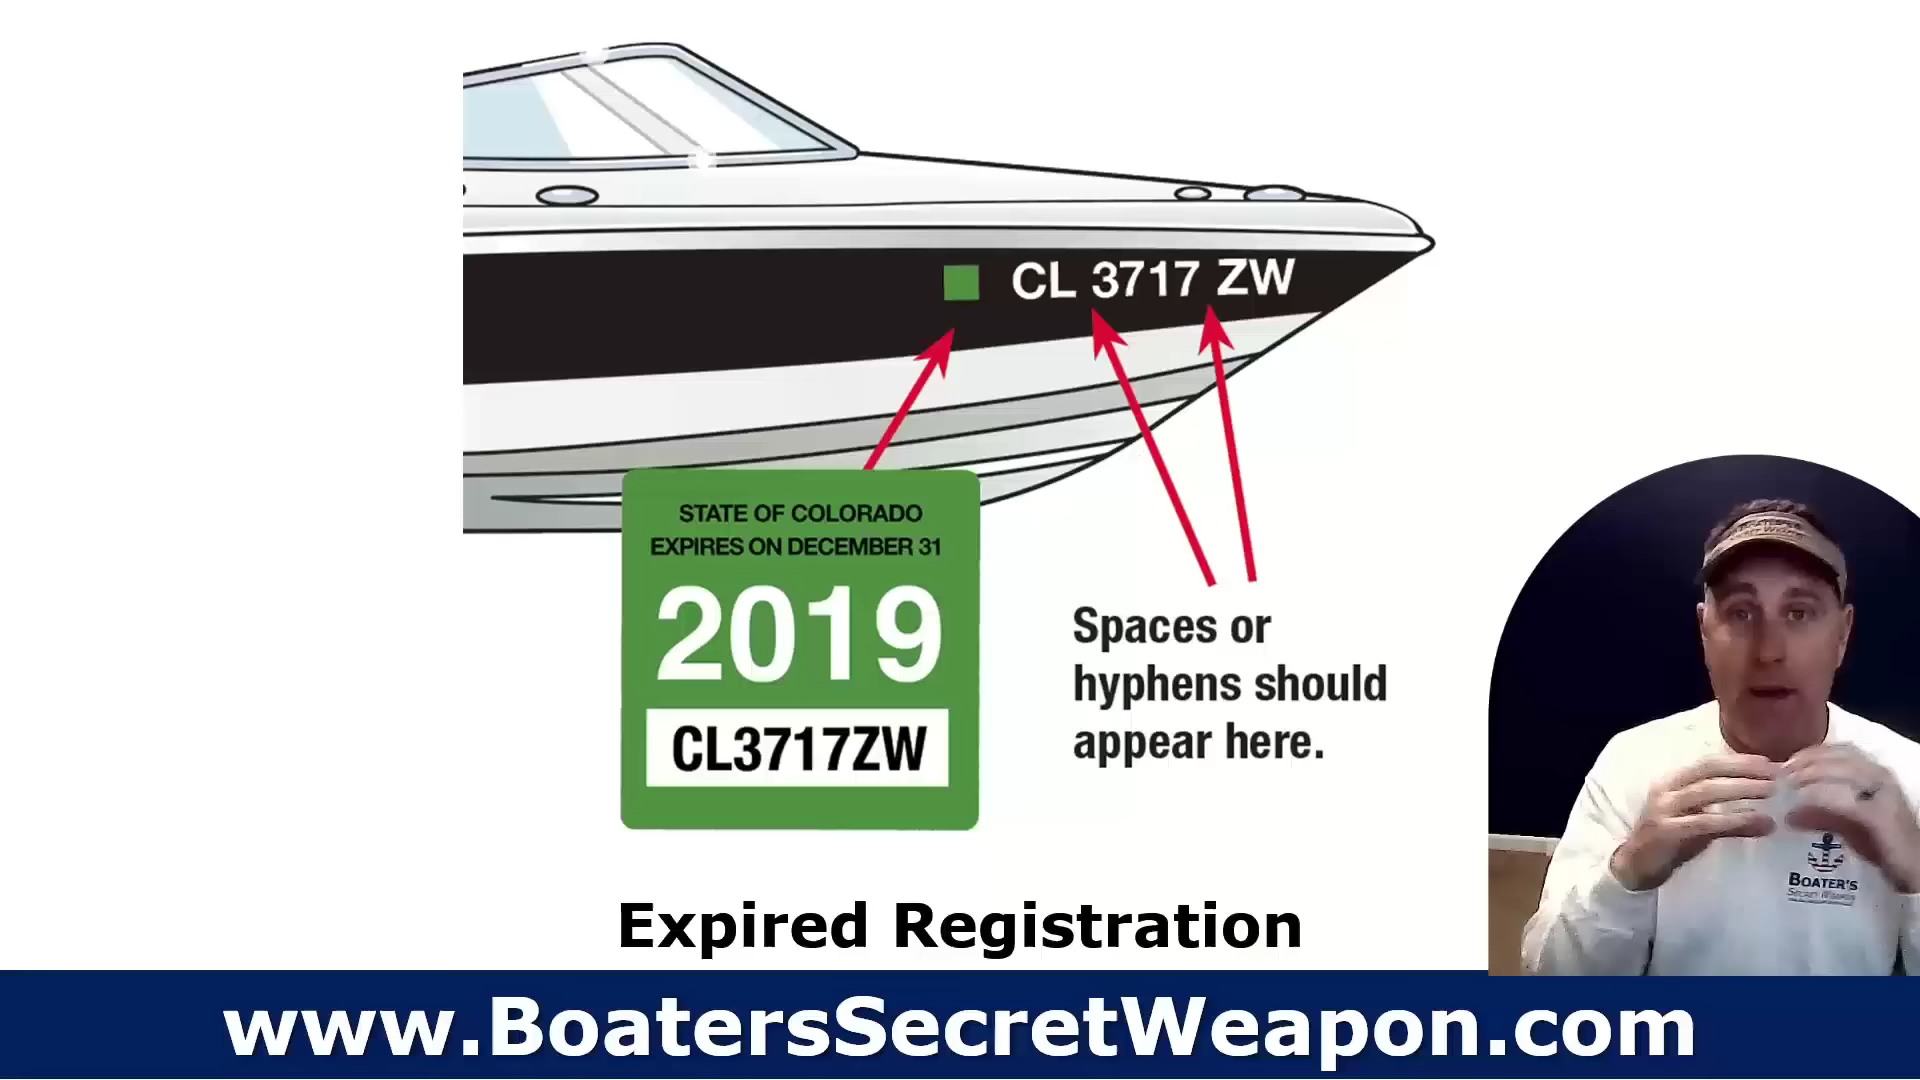 CL 3717 ZW
STATE OF COLORADO
EXPIRES ON DECEMBER 31
2019
CL3717ZW
Spaces or
hyphens should
appear here.
Expired Registration
BOATER'S
www.BoatersSecretWeapon.com